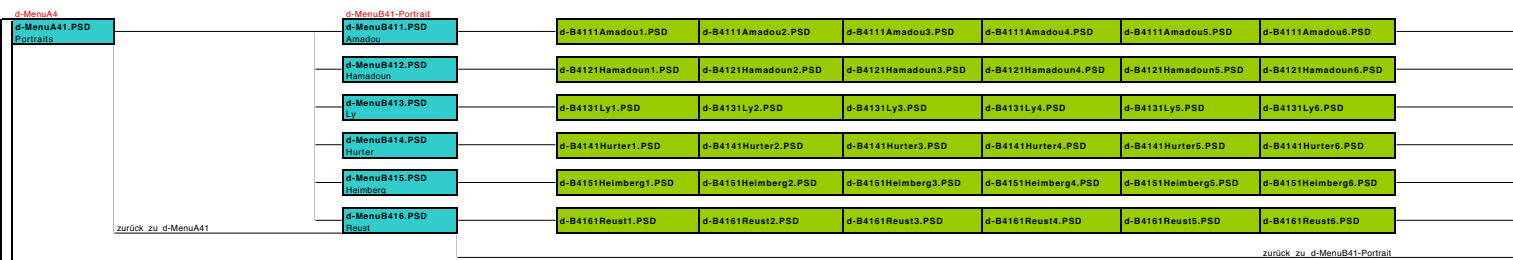 d-MenuA4
d-MenuB41-Portrait
d-MenuA41.PSD
Portraits
d-MenuB411.PSD
Amadou
d-B4111Amadou1.PSD d-B4111Amadou2.PSD d-B4111Amadou3.PSD d-B4111Amadou4.PSD d-B4111Amadou5.PSD d-B4111Amadou6.PSD
d-MenuB412.PSD
Hamadoun
d-B4121Hamadoun1.PSD d-B4121Hamadoun2.PSD d-B4121Hamadoun3.PSD d-B4121Hamadoun4.PSD d-B4121Hamadoun5.PSD d-B4121Hamadoun6.PSD
d-MenuB413.PSD
Ly
d-B4131Ly1.PSD d-B4131Ly2.PSD d-B4131Ly3.PSD d-B4131Ly4.PSD d-B4131Ly5.PSD d-B4131Ly6.PSD
d-MenuB414.PSD
Hurter
d-B4141Hurter1.PSD d-B4141Hurter2.PSD d-B4141Hurter3.PSD d-B4141Hurter4.PSD d-B4141Hurter5.PSD d-B4141Hurter6.PSD
d-MenuB415.PSD
Heimberg
d-B4151Heimberg1.PSD d-B4151Heimberg2.PSD d-B4151Heimberg3.PSD d-B4151Heimberg4.PSD d-B4151Heimberg5.PSD d-B4151Heimberg6.PSD
d-MenuB416.PSD
Reust
d-B4161Reust1.PSD d-B4161Reust2.PSD d-B4161Reust3.PSD d-B4161Reust4.PSD d-B4161Reust5.PSD d-B4161Reust6.PSD
zurück zu d-MenuA41
zurück zu d-MenuB41-Portrait